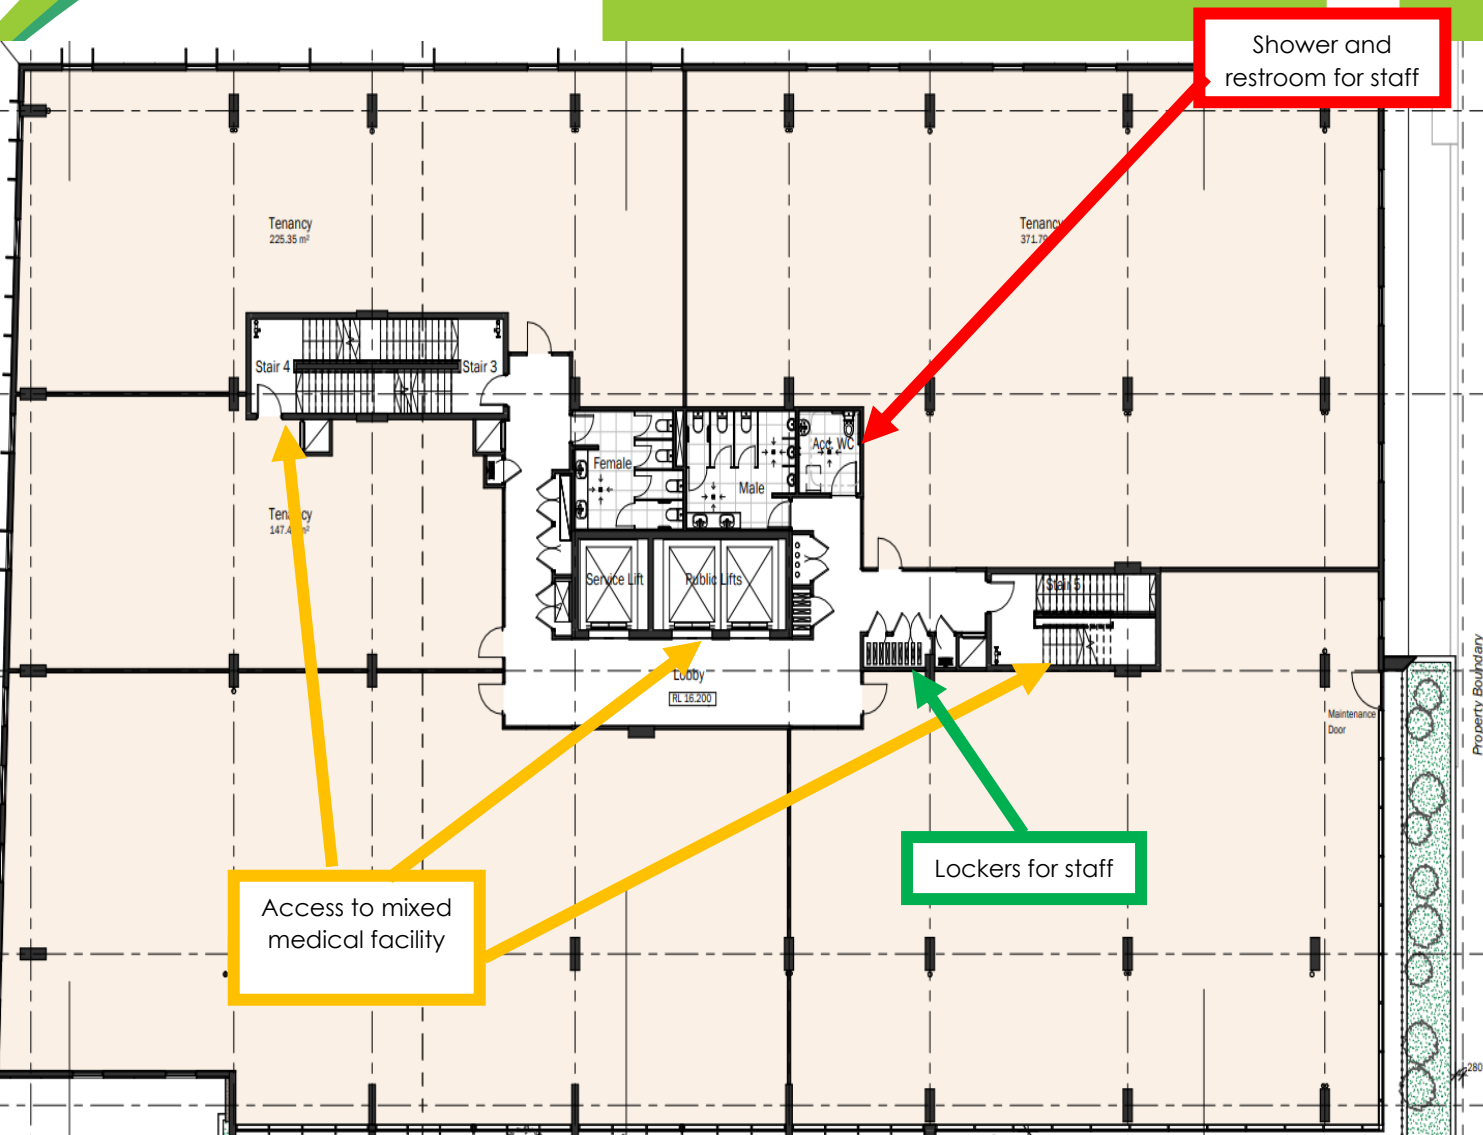 Shower and
restroom for staff
Tenancy
225.35 m²
Tenancy
Stair 4
Stair 3
Female
Male
Acc. WC
Tenancy
Service Lift
Public Lifts
Stair 5
Lobby
RL 16.200
Maintenance
Door
Property Boundary
Lockers for staff
Access to mixed
medical facility
280